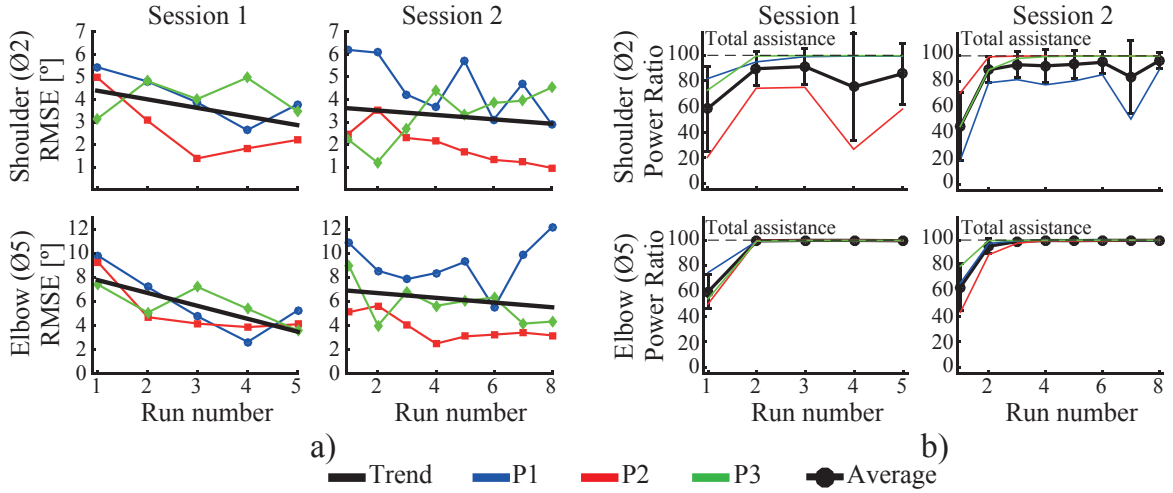 Session 1
Session 2
Session 1
Session 2
Shoulder (Ø2)
RMSE [º]
7
6
5
4
3
2
1
7
6
5
4
3
2
1
Shoulder (Ø2)
Power Ratio
Total assistance
100
80
60
40
20
0
Total assistance
100
80
60
40
20
0
Elbow (Ø5)
RMSE [º]
12
10
8
6
4
2
0
12
10
8
6
4
2
0
Elbow (Ø5)
Power Ratio
Total assistance
100
80
60
40
20
0
Total assistance
100
80
60
40
20
0
1 2 3 4 5
2 4 6 8
1 2 3 4 5
2 4 6 8
Run number
Run number
Run number
Run number
a)
b)
Trend P1 P2 P3 Average